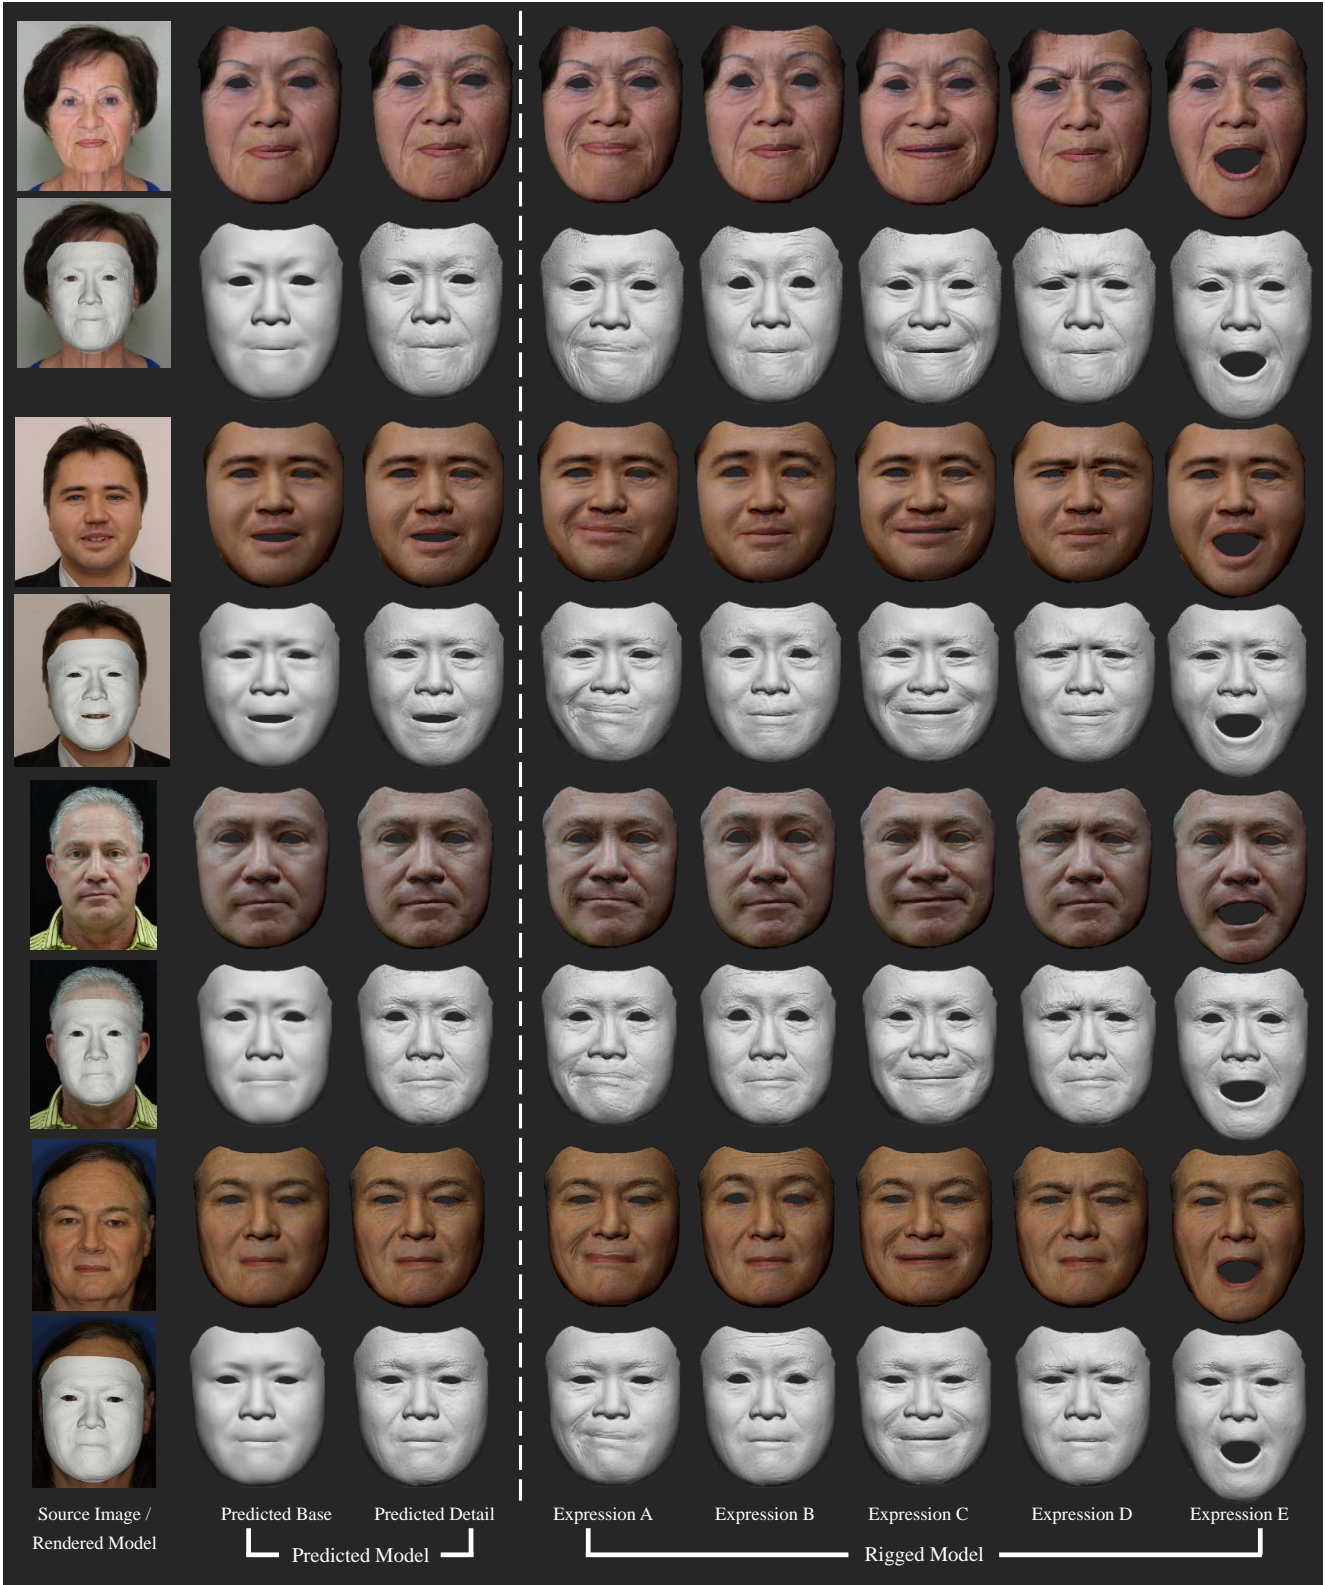 Source Image /
Rendered Model
Predicted Base
Predicted Detail
Expression A
Expression B
Expression C
Expression D
Expression E
Predicted Model
Rigged Model